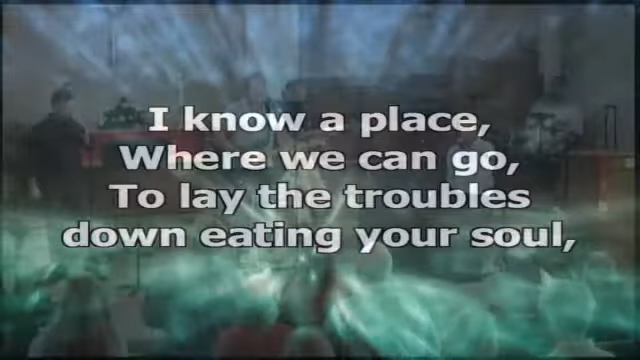 I know a place,
Where we can go,
To lay the troubles
down eating your soul,